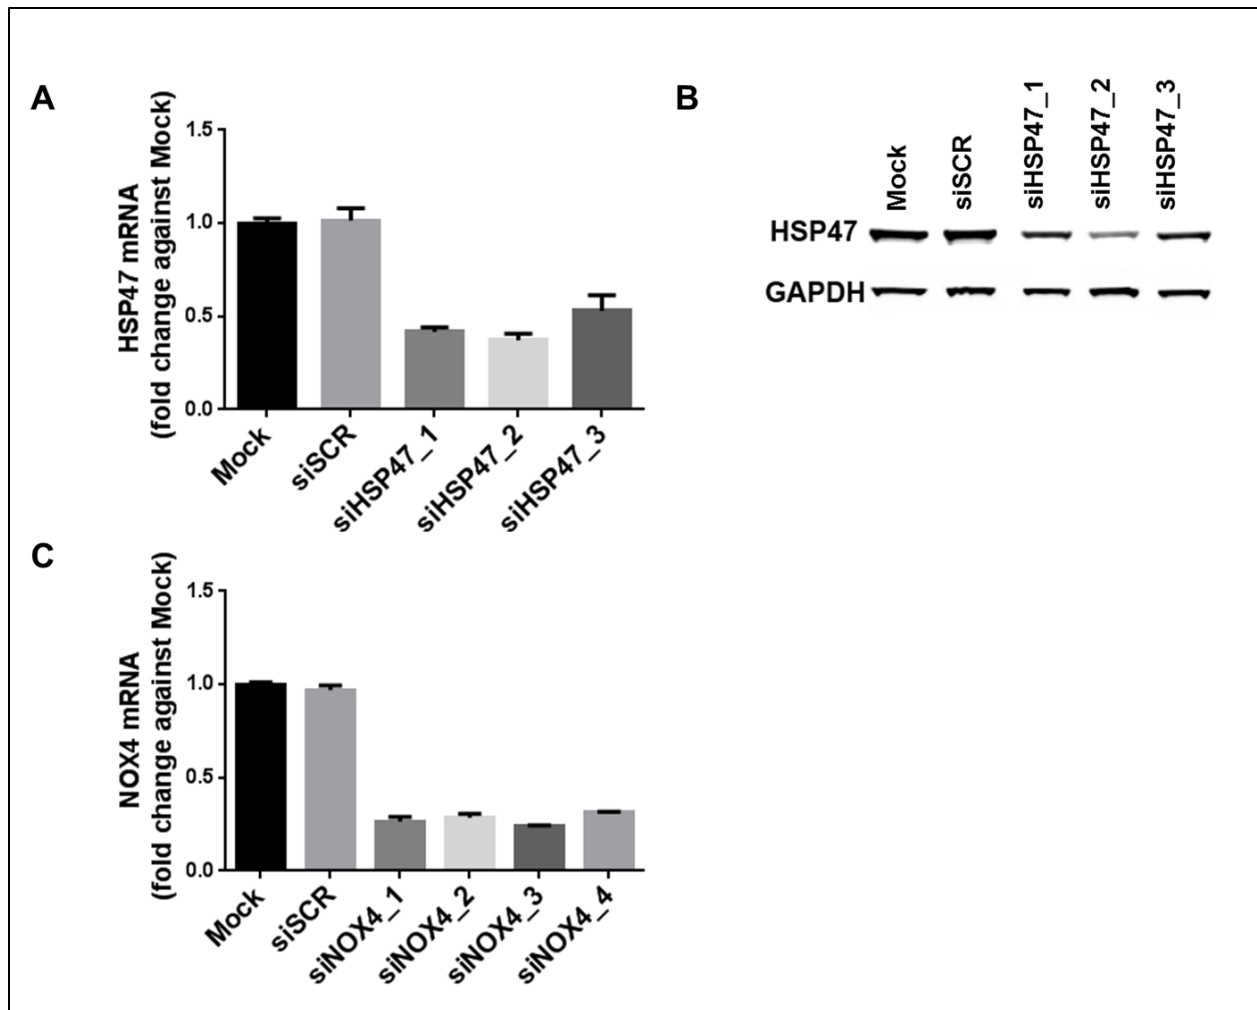 A
HSP47 mRNA
(fold change against Mock)
1.5
1.0
0.5
0.0
Mock
siSCR
siHSP47_1
siHSP47_2
siHSP47_3
B
Mock
siSCR
siHSP47_1
siHSP47_2
siHSP47_3
HSP47
GAPDH
C
NOX4 mRNA
(fold change against Mock)
1.5
1.0
0.5
0.0
Mock
siSCR
siNOX4_1
siNOX4_2
siNOX4_3
siNOX4_4